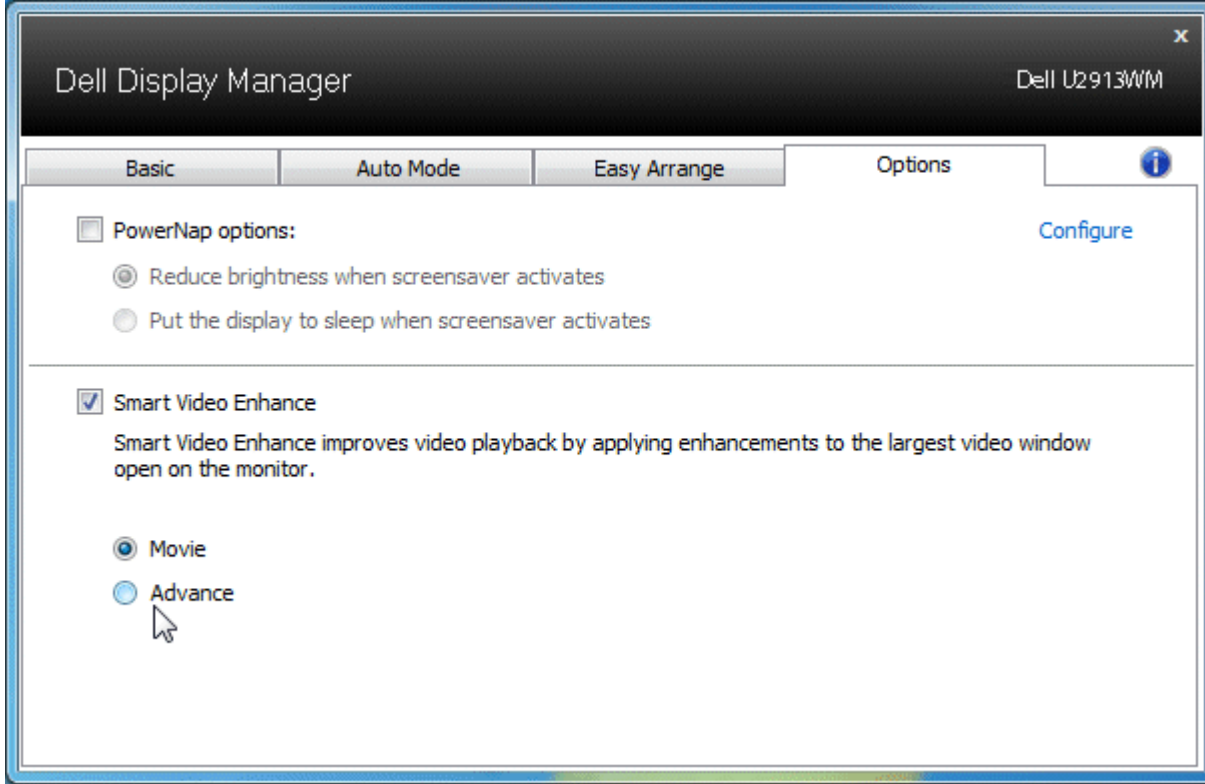 x
Dell Display Manager
Dell U2913WM
Basic
Auto Mode
Easy Arrange
Options
i
PowerNap options:
Configure
Reduce brightness when screensaver activates
Put the display to sleep when screensaver activates
Smart Video Enhance
Smart Video Enhance improves video playback by applying enhancements to the largest video window
open on the monitor.
Movie
Advance